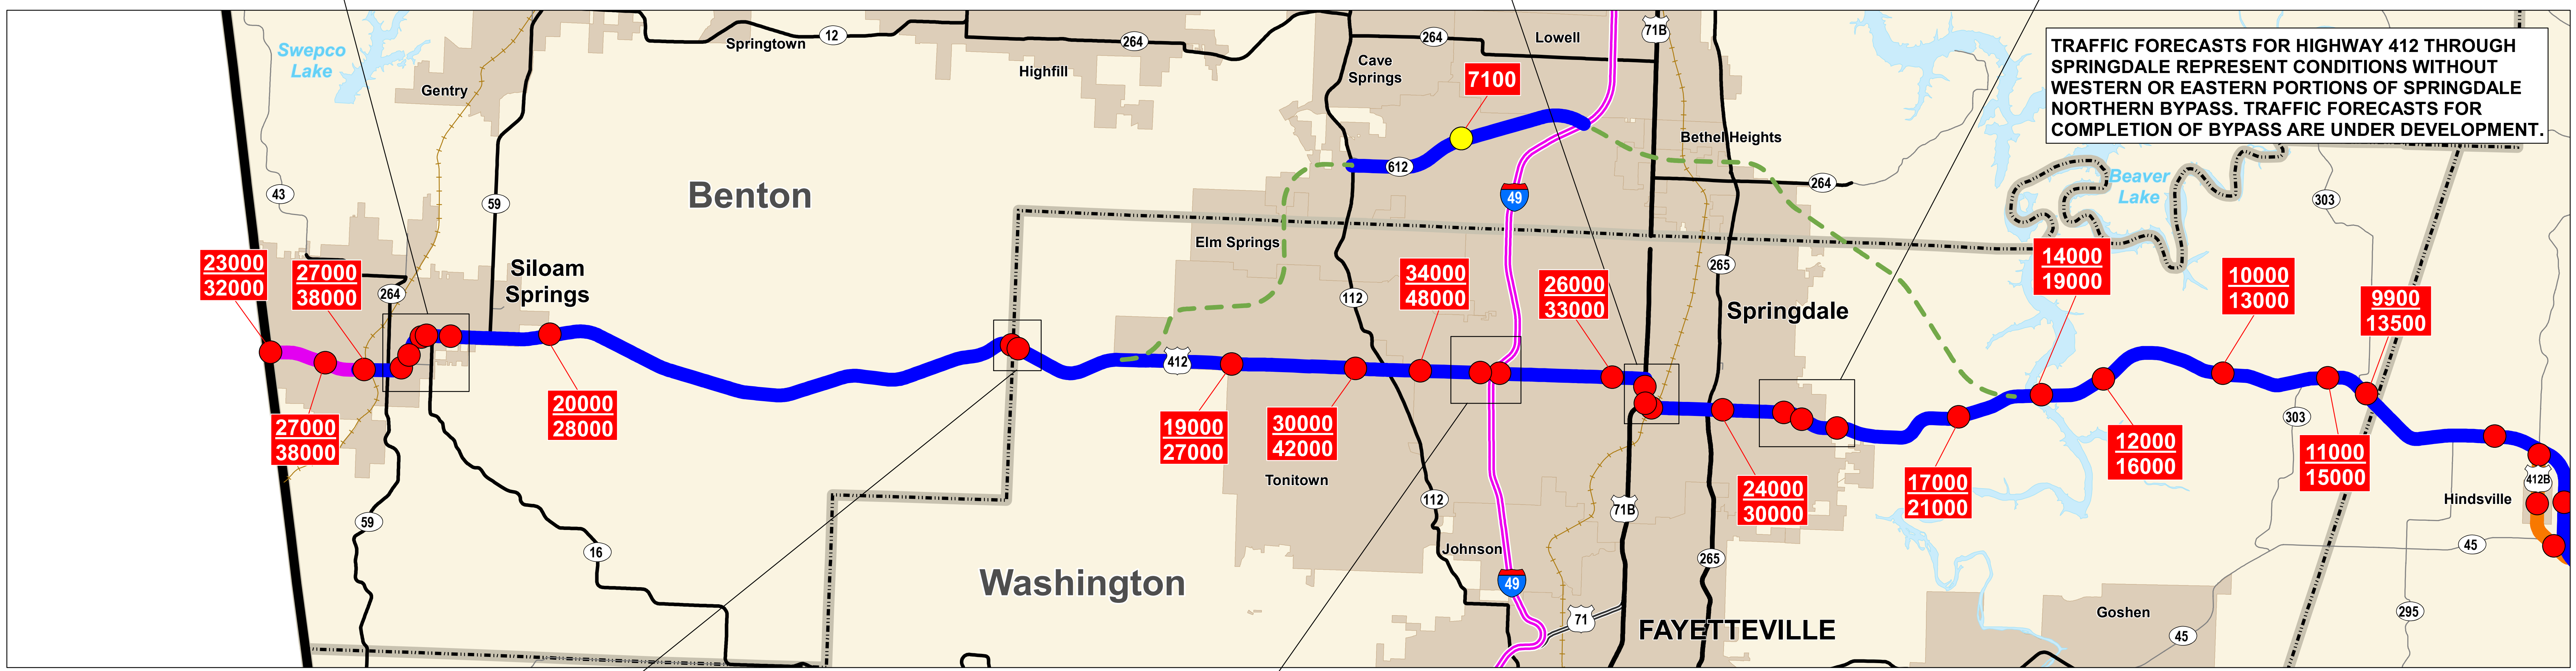 TRAFFIC FORECASTS FOR HIGHWAY 412 THROUGH
SPRINGDALE REPRESENT CONDITIONS WITHOUT
WESTERN OR EASTERN PORTIONS OF SPRINGDALE
NORTHERN BYPASS. TRAFFIC FORECASTS FOR
COMPLETION OF BYPASS ARE UNDER DEVELOPMENT.
Swepco
Lake
Gentry
Springtown
12
Highfill
264
264
Lowell
71B
Cave
Springs
7100
Bethel Heights
612
264
Beaver
Lake
303
43
59
Benton
49
Elm Springs
23000
32000
27000
38000
264
Siloam
Springs
112
34000
48000
26000
33000
265
Springdale
14000
19000
10000
13000
9900
13500
412
27000
38000
20000
28000
19000
27000
30000
42000
Tonitown
24000
30000
17000
21000
12000
16000
303
11000
15000
412B
Hindsville
112
71B
59
16
Johnson
265
45
Washington
49
71
FAYETTEVILLE
Goshen
45
295